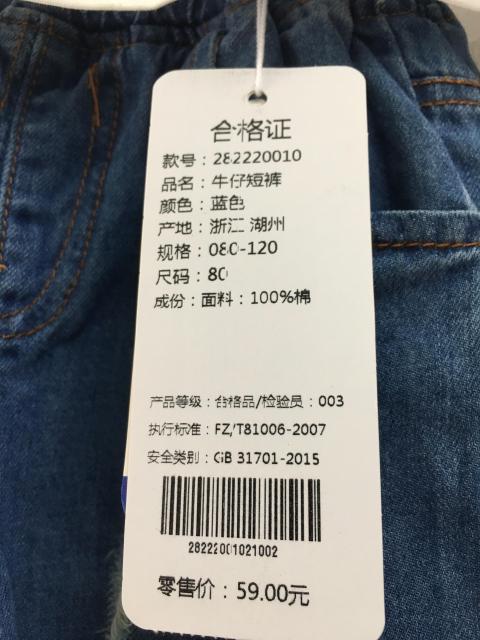 合格证
款号：282220010
品名：牛仔短裤
颜色：蓝色
产地：浙江 湖州
规格：080-120
尺码：80
成份：面料：100%棉
产品等级：合格品/检验员：003
执行标准：FZ/T81006-2007
安全类别：GB 31701-2015
28222001021002
零售价：59.00元